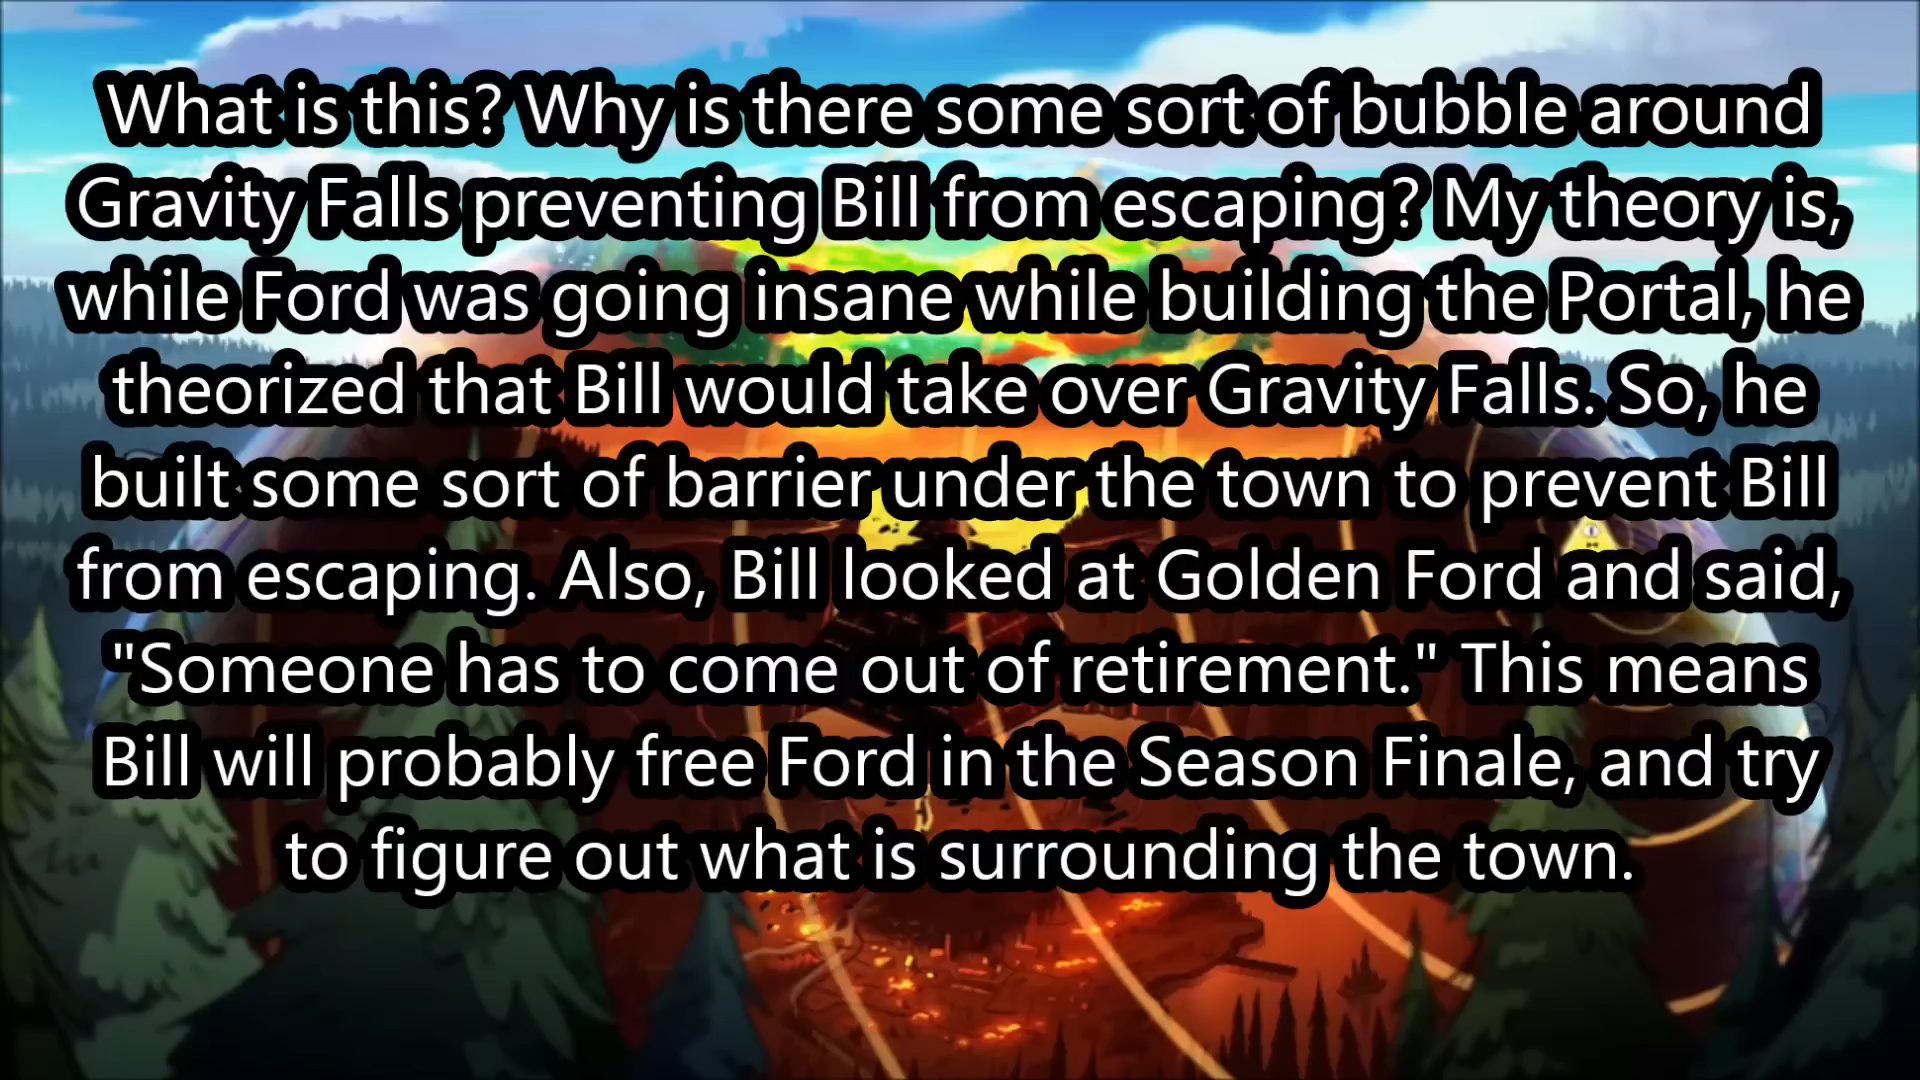 What is this? Why is there some sort of bubble around
Gravity Falls preventing Bill from escaping? My theory is,
while Ford was going insane while building the Portal, he
theorized that Bill would take over Gravity Falls. So, he
built some sort of barrier under the town to prevent Bill
from escaping. Also, Bill looked at Golden Ford and said,
"Someone has to come out of retirement." This means
Bill will probably free Ford in the Season Finale, and try
to figure out what is surrounding the town.